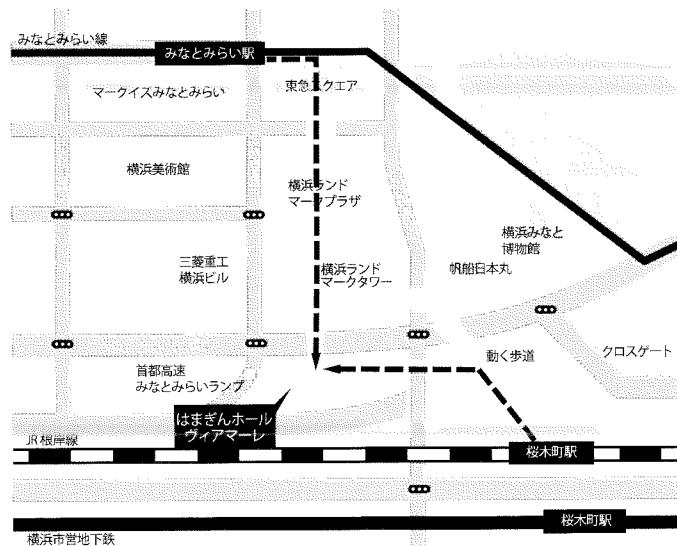 みなとみらい線
みなとみらい駅
マークイズみなとみらい
東急スクエア
横浜美術館
横浜ランド
マークプラザ
横浜みなと
博物館
三菱重工
横浜ビル
横浜ランド
マークタワー
帆船日本丸
首都高速
みなとみらいランプ
動く歩道
クロスゲート
はまぎんホール
ヴィアマーレ
JR根岸線
桜木町駅
桜木町駅
横浜市営地下鉄